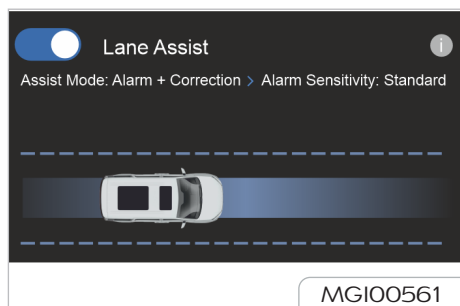 Lane Assist
Assist Mode: Alarm + Correction > Alarm Sensitivity: Standard
MGI00561